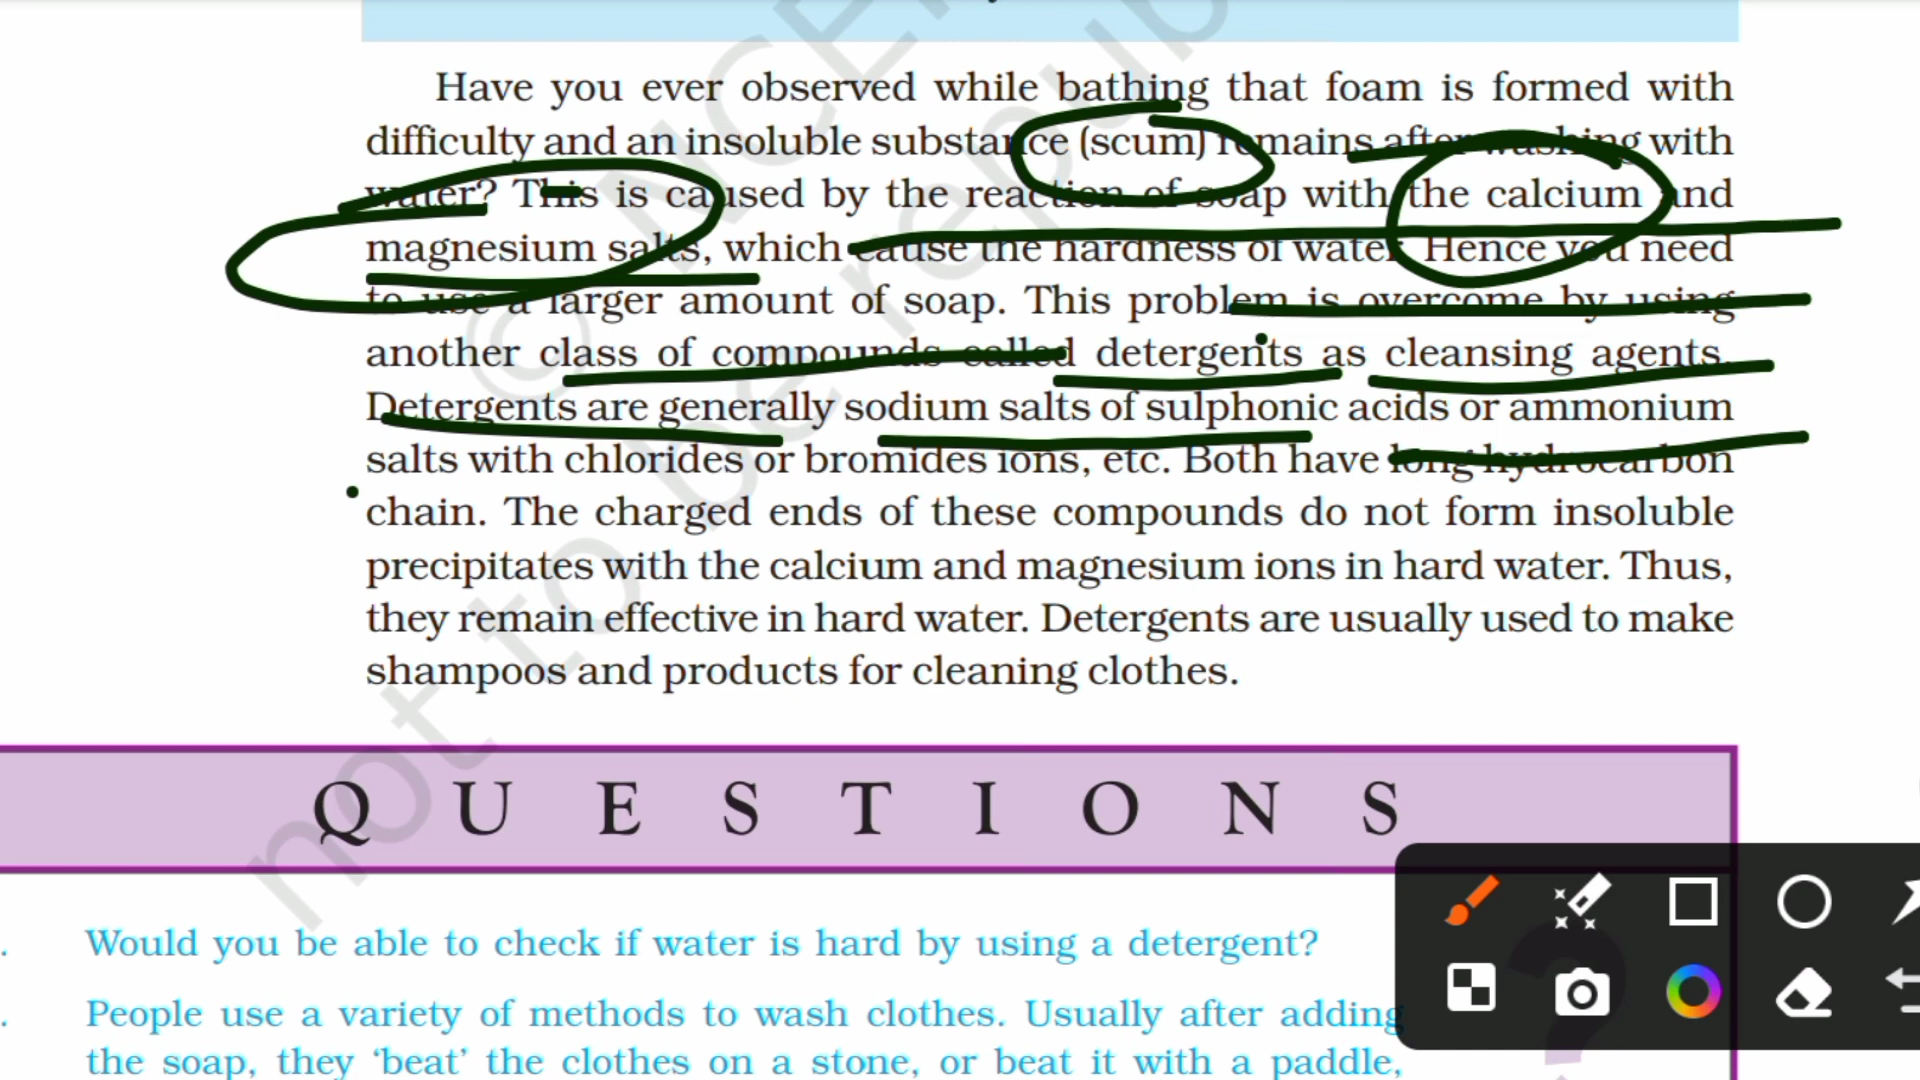 Have you ever observed while bathing that foam is formed with
difficulty and an insoluble substance (scum) remains after washing with
water? This is caused by the reaction of soap with the calcium and
magnesium salts, which cause the hardness of water. Hence you need
to use a larger amount of soap. This problem is overcome by using
another class of compounds called detergents as cleansing agents.
Detergents are generally sodium salts of sulphonic acids or ammonium
salts with chlorides or bromides ions, etc. Both have long hydrocarbon
chain. The charged ends of these compounds do not form insoluble
precipitates with the calcium and magnesium ions in hard water. Thus,
they remain effective in hard water. Detergents are usually used to make
shampoos and products for cleaning clothes.
© NCE
not to be repub
QUESTIONS
. Would you be able to check if water is hard by using a detergent?
. People use a variety of methods to wash clothes. Usually after adding
the soap, they ‘beat’ the clothes on a stone, or beat it with a paddle,
?